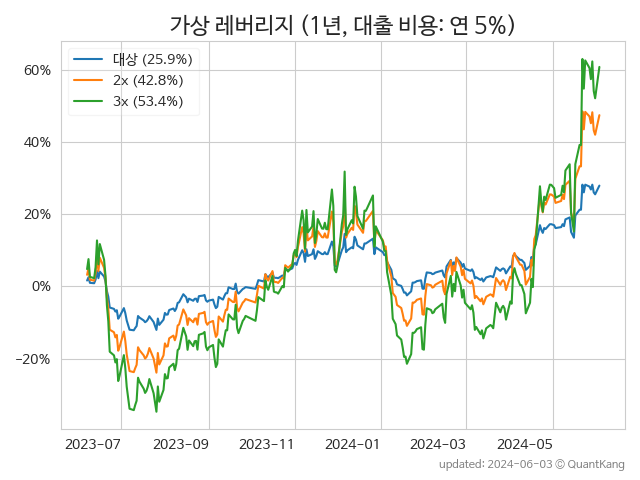 가상 레버리지 (1년, 대출 비용: 연 5%)
대상 (25.9%)
2x (42.8%)
3x (53.4%)
60%
40%
20%
0%
−20%
2023-07 2023-09 2023-11 2024-01 2024-03 2024-05
updated: 2024-06-03 © QuantKang